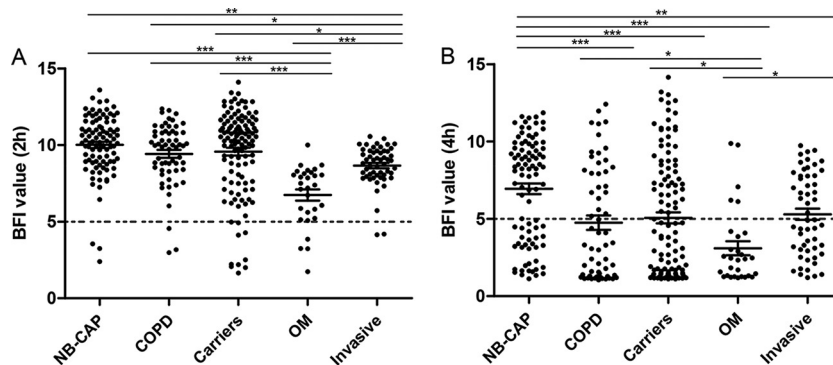 **
*
*
***
***
***
***
A
BFI value (2h)
15
10
5
0
NB-CAP
COPD
Carriers
OM
Invasive
**
***
***
***
*
*
*
B
BFI value (4h)
15
10
5
0
NB-CAP
COPD
Carriers
OM
Invasive